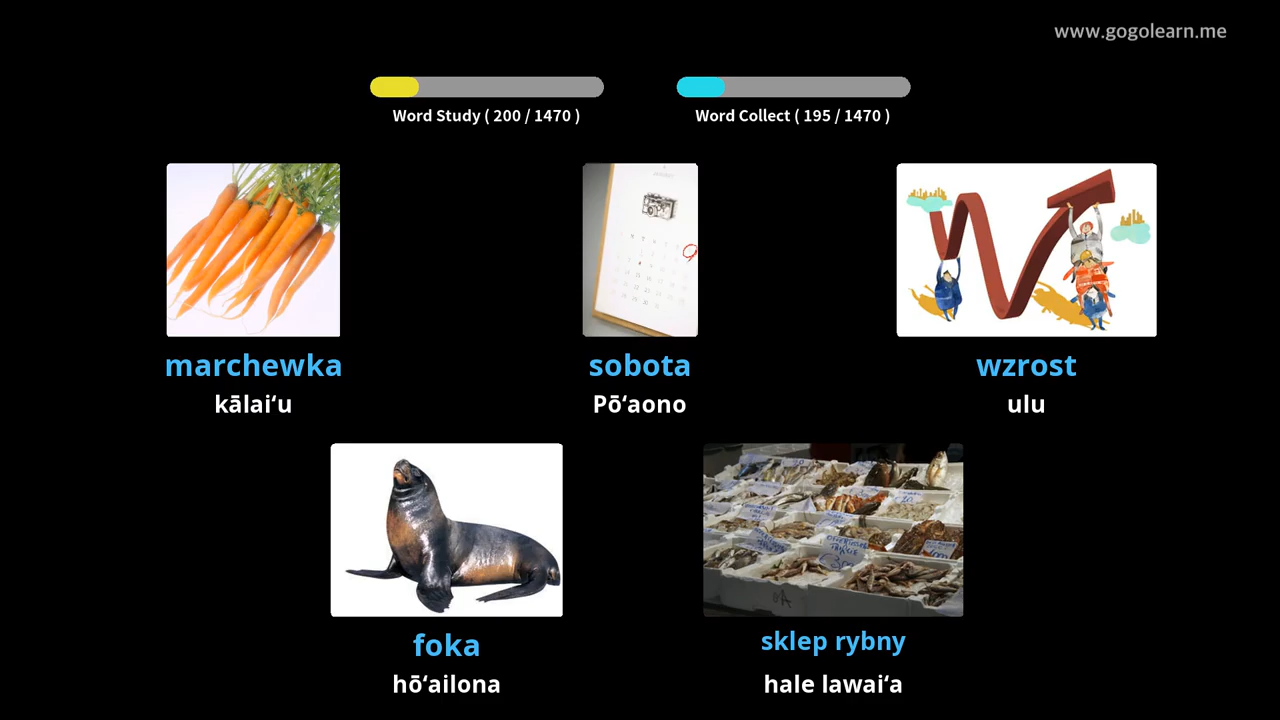 www.gogolearn.me
Word Study ( 200 / 1470 )
Word Collect ( 195 / 1470 )
marchewka
kālaiʻu
sobota
Pōʻaono
wzrost
ulu
foka
hōʻailona
sklep rybny
hale lawaiʻa